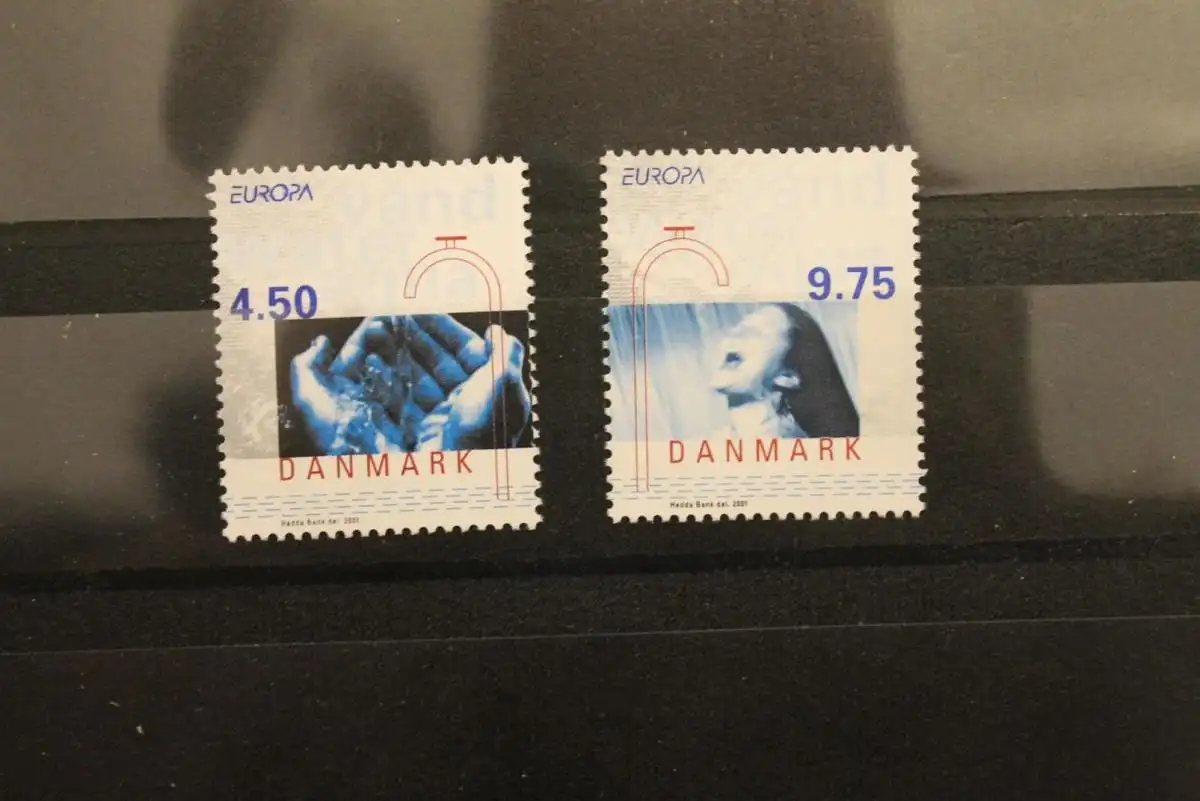 EUROPA
4.50
DANMARK
Hedda Bank del. 2001
EUROPA
9.75
DANMARK
Hedda Bank del. 2001